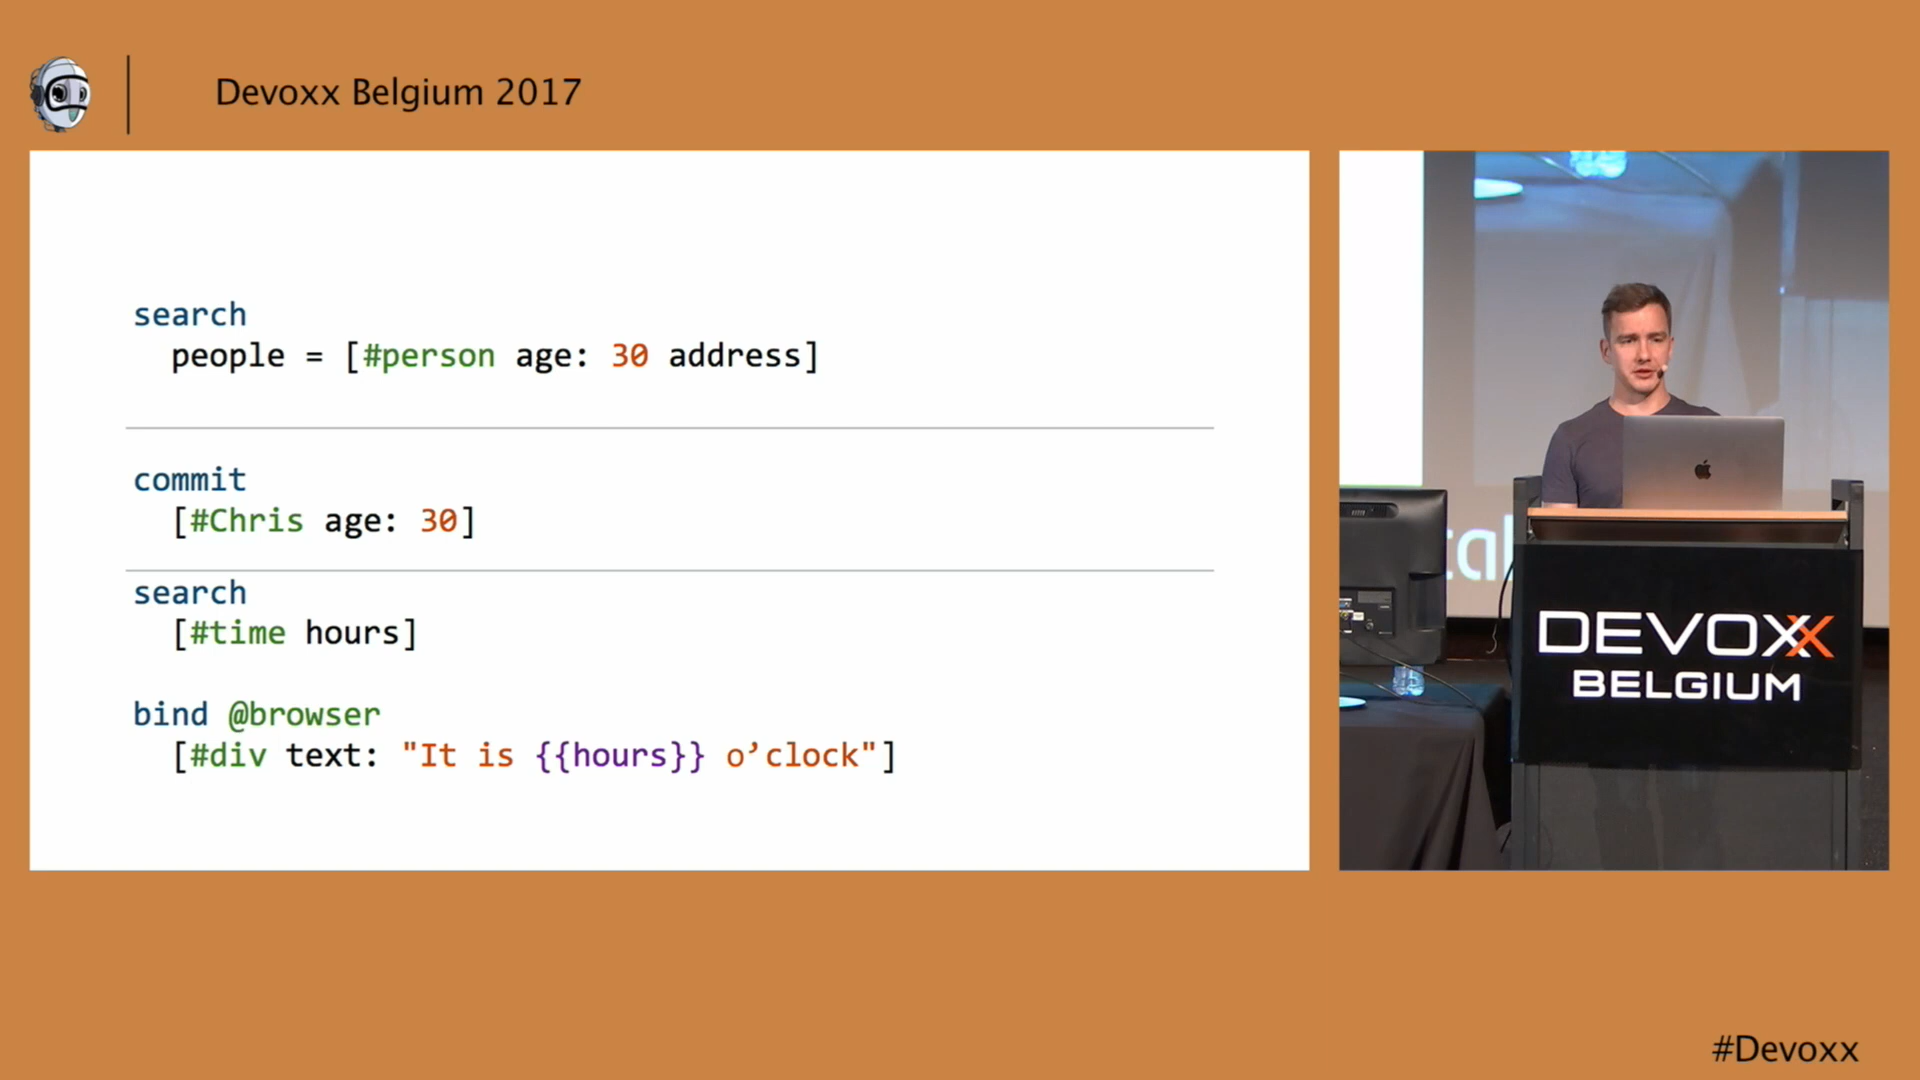 Devoxx Belgium 2017
search
people = [#person age: 30 address]
commit
[#Chris age: 30]
search
[#time hours]
bind @browser
[#div text: "It is {{hours}} o’clock"]
DEVOXX
BELGIUM
#Devoxx